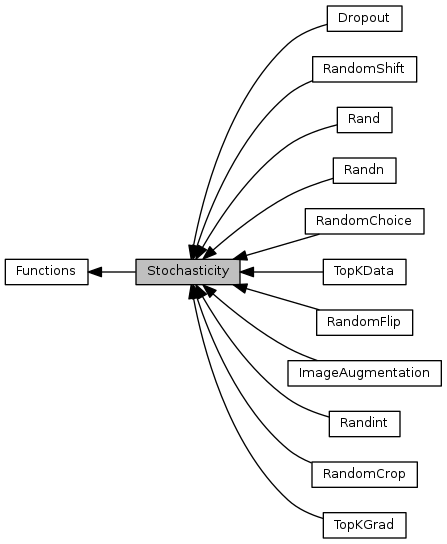 Dropout
RandomShift
Rand
Randn
RandomChoice
Functions
Stochasticity
TopKData
RandomFlip
ImageAugmentation
Randint
RandomCrop
TopKGrad